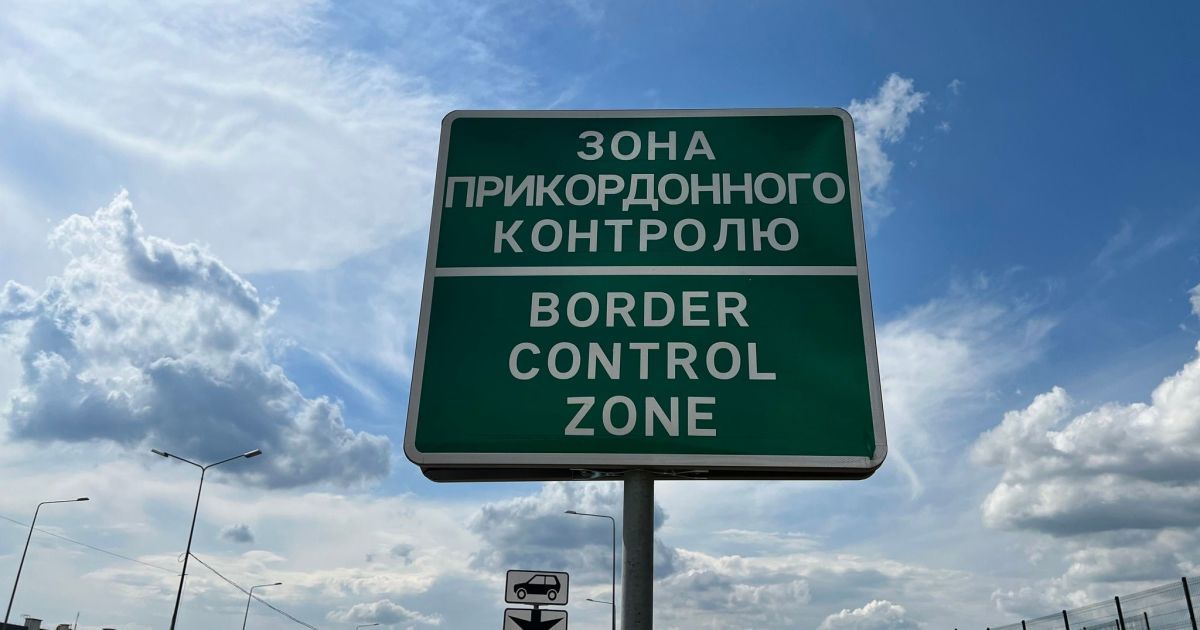 ЗОНА
ПРИКОРДОННОГО
КОНТРОЛЮ
BORDER
CONTROL
ZONE